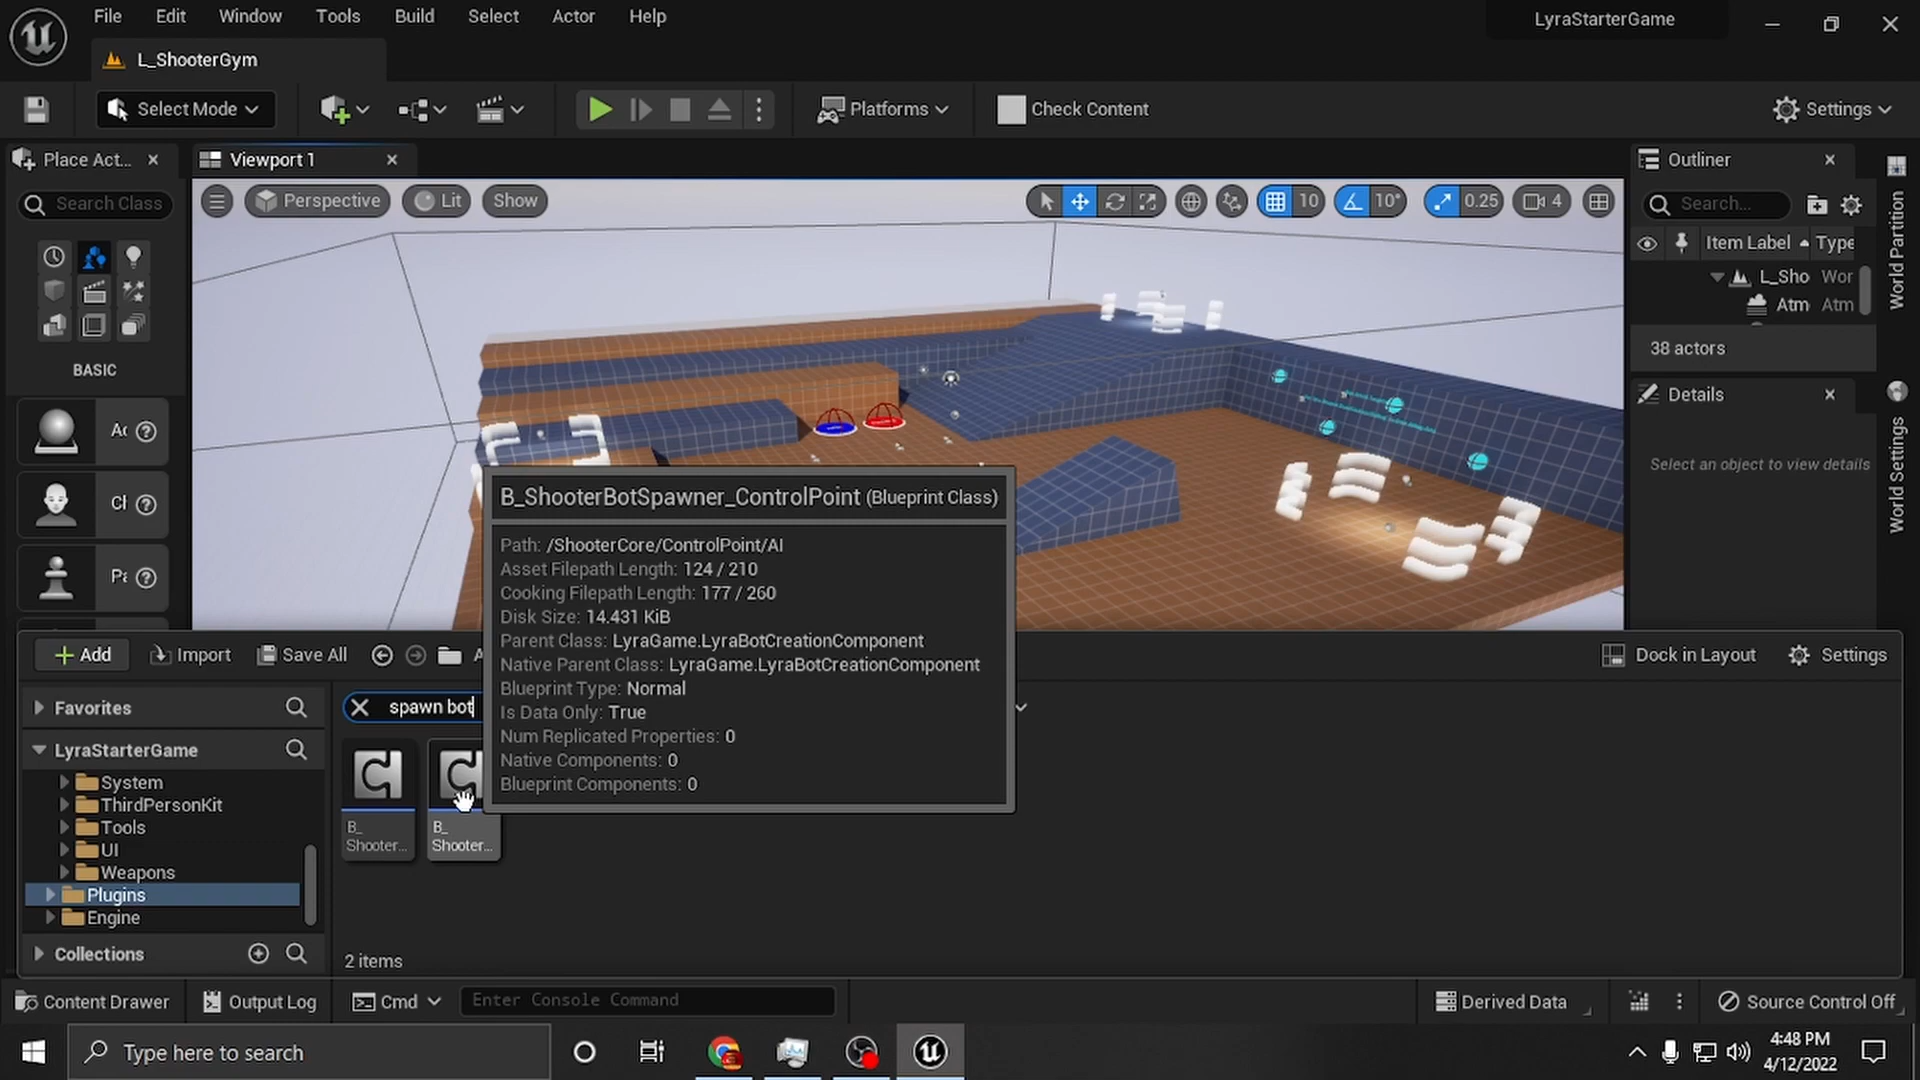 File Edit Window Tools Build Select Actor Help
LyraStarterGame
L_ShooterGym
Select Mode
Platforms
Check Content
Settings
Place Act...
Viewport 1
Outliner
Search Class
Perspective
Lit
Show
10
10°
0.25
4
Search...
World Partition
Item Label
Type
L_Sho Wor
Atm Atm
38 actors
BASIC
Details
Ac
Select an object to view details
World Settings
Cl
Pa
B_ShooterBotSpawner_ControlPoint (Blueprint Class)
Path: /ShooterCore/ControlPoint/AI
Asset Filepath Length: 124 / 210
Cooking Filepath Length: 177 / 260
Disk Size: 14.431 KiB
Parent Class: LyraGame.LyraBotCreationComponent
Native Parent Class: LyraGame.LyraBotCreationComponent
Blueprint Type: Normal
Is Data Only: True
Num Replicated Properties: 0
Native Components: 0
Blueprint Components: 0
Add
Import
Save All
Dock in Layout
Settings
Favorites
spawn bot
LyraStarterGame
System
ThirdPersonKit
Tools
UI
Weapons
Plugins
Engine
Collections
B_
Shooter...
B_
Shooter...
2 items
Content Drawer
Output Log
Cmd
Enter Console Command
Derived Data
Source Control Off
Type here to search
4:48 PM
4/12/2022